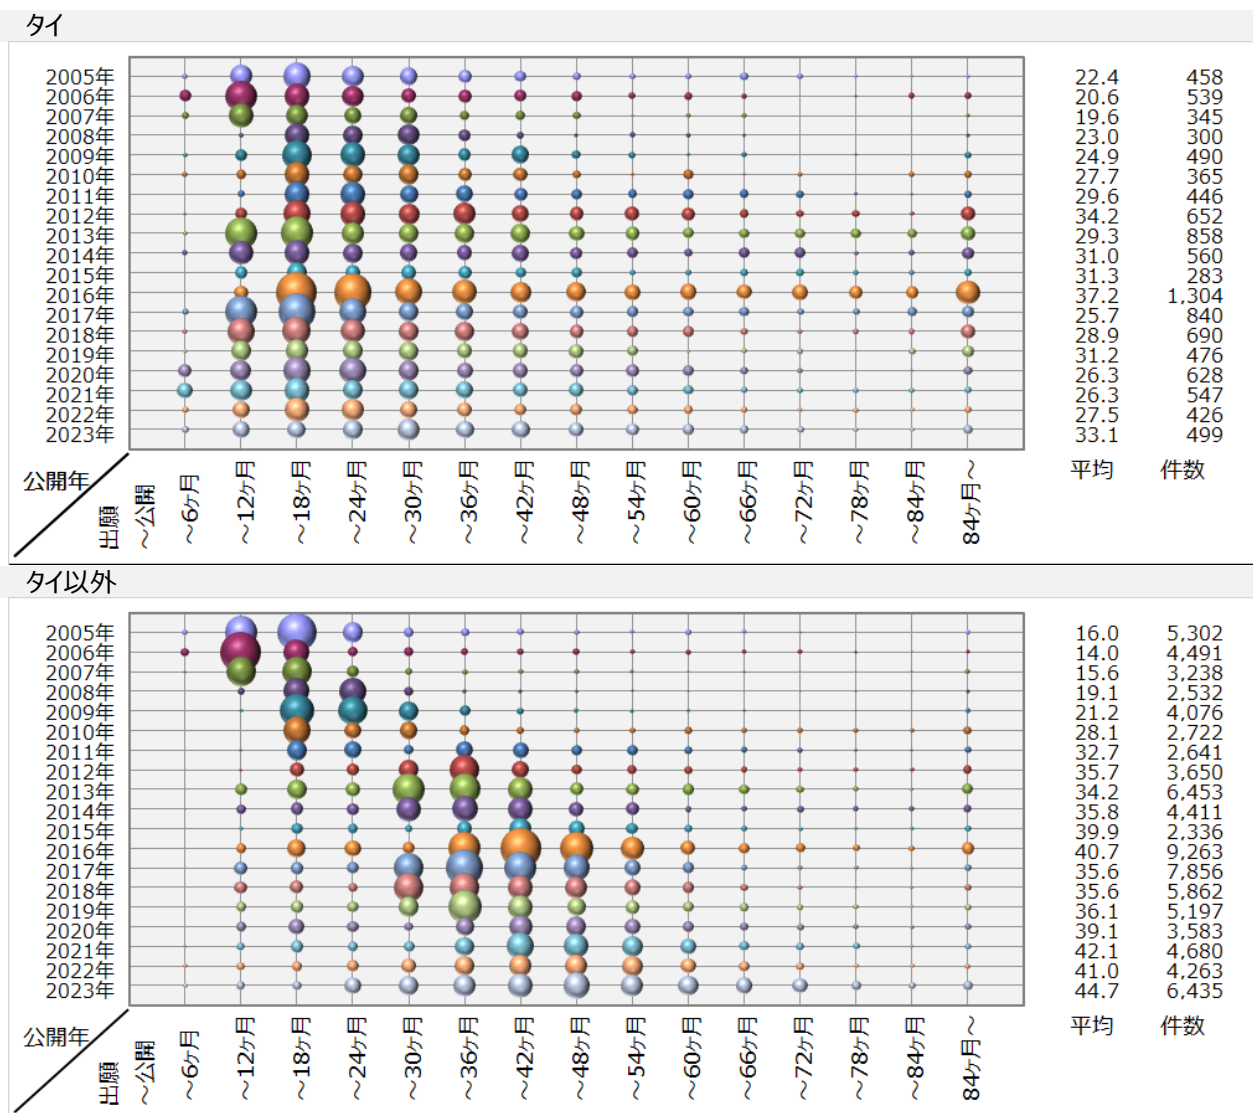 タイ
2005年 22.4 458
2006年 20.6 539
2007年 19.6 345
2008年 23.0 300
2009年 24.9 490
2010年 27.7 365
2011年 29.6 446
2012年 34.2 652
2013年 29.3 858
2014年 31.0 560
2015年 31.3 283
2016年 37.2 1,304
2017年 25.7 840
2018年 28.9 690
2019年 31.2 476
2020年 26.3 628
2021年 26.3 547
2022年 27.5 426
2023年 33.1 499
公開年 平均 件数
出願 ～公開 ～6ヶ月 ～12ヶ月 ～18ヶ月 ～24ヶ月 ～30ヶ月 ～36ヶ月 ～42ヶ月 ～48ヶ月 ～54ヶ月 ～60ヶ月 ～66ヶ月 ～72ヶ月 ～78ヶ月 ～84ヶ月 84ヶ月～
タイ以外
2005年 16.0 5,302
2006年 14.0 4,491
2007年 15.6 3,238
2008年 19.1 2,532
2009年 21.2 4,076
2010年 28.1 2,722
2011年 32.7 2,641
2012年 35.7 3,650
2013年 34.2 6,453
2014年 35.8 4,411
2015年 39.9 2,336
2016年 40.7 9,263
2017年 35.6 7,856
2018年 35.6 5,862
2019年 36.1 5,197
2020年 39.1 3,583
2021年 42.1 4,680
2022年 41.0 4,263
2023年 44.7 6,435
公開年 平均 件数
出願 ～公開 ～6ヶ月 ～12ヶ月 ～18ヶ月 ～24ヶ月 ～30ヶ月 ～36ヶ月 ～42ヶ月 ～48ヶ月 ～54ヶ月 ～60ヶ月 ～66ヶ月 ～72ヶ月 ～78ヶ月 ～84ヶ月 84ヶ月～